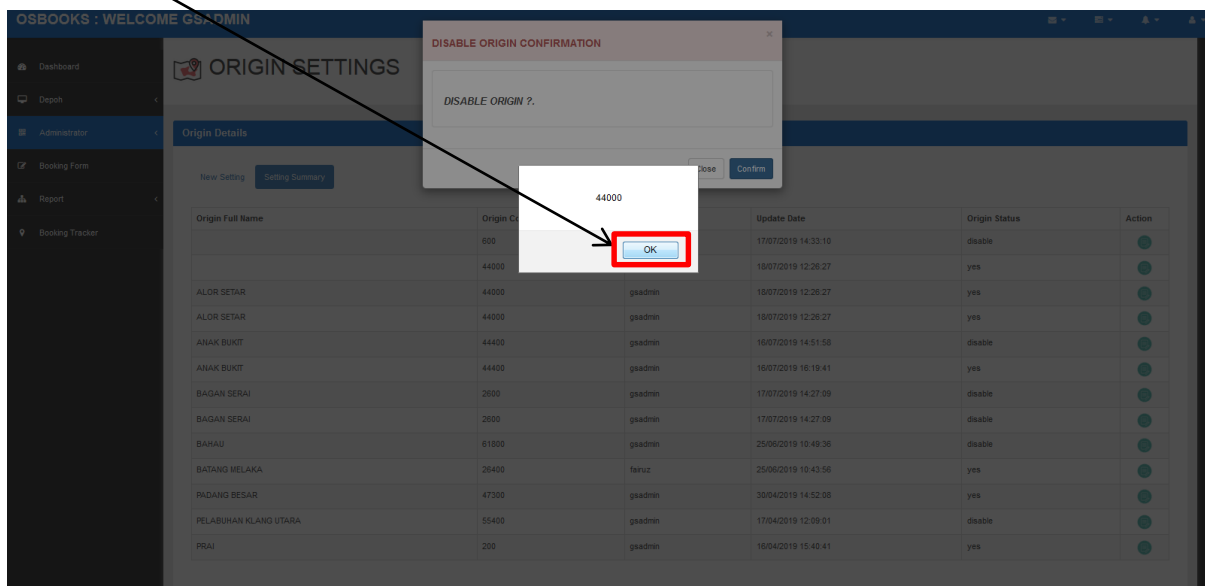 OSBOOKS : WELCOME GSADMIN
Dashboard
Depoh
Administrator
Booking Form
Report
Booking Tracker
ORIGIN SETTINGS
DISABLE ORIGIN CONFIRMATION ×
DISABLE ORIGIN ?.
Close Confirm
44000
OK
Origin Details
New Setting Setting Summary
Origin Full Name Origin Co Update Date Origin Status Action
600 17/07/2019 14:33:10 disable
44000 18/07/2019 12:26:27 yes
ALOR SETAR 44000 gsadmin 18/07/2019 12:26:27 yes
ALOR SETAR 44000 gsadmin 18/07/2019 12:26:27 yes
ANAK BUKIT 44400 gsadmin 16/07/2019 14:51:58 disable
ANAK BUKIT 44400 gsadmin 16/07/2019 16:19:41 yes
BAGAN SERAI 2600 gsadmin 17/07/2019 14:27:09 disable
BAGAN SERAI 2600 gsadmin 17/07/2019 14:27:09 disable
BAHAU 61800 gsadmin 25/06/2019 10:49:36 disable
BATANG MELAKA 26400 fairuz 25/06/2019 10:43:56 yes
PADANG BESAR 47300 gsadmin 30/04/2019 14:52:08 yes
PELABUHAN KLANG UTARA 55400 gsadmin 17/04/2019 12:09:01 disable
PRAI 200 gsadmin 16/04/2019 15:40:41 yes